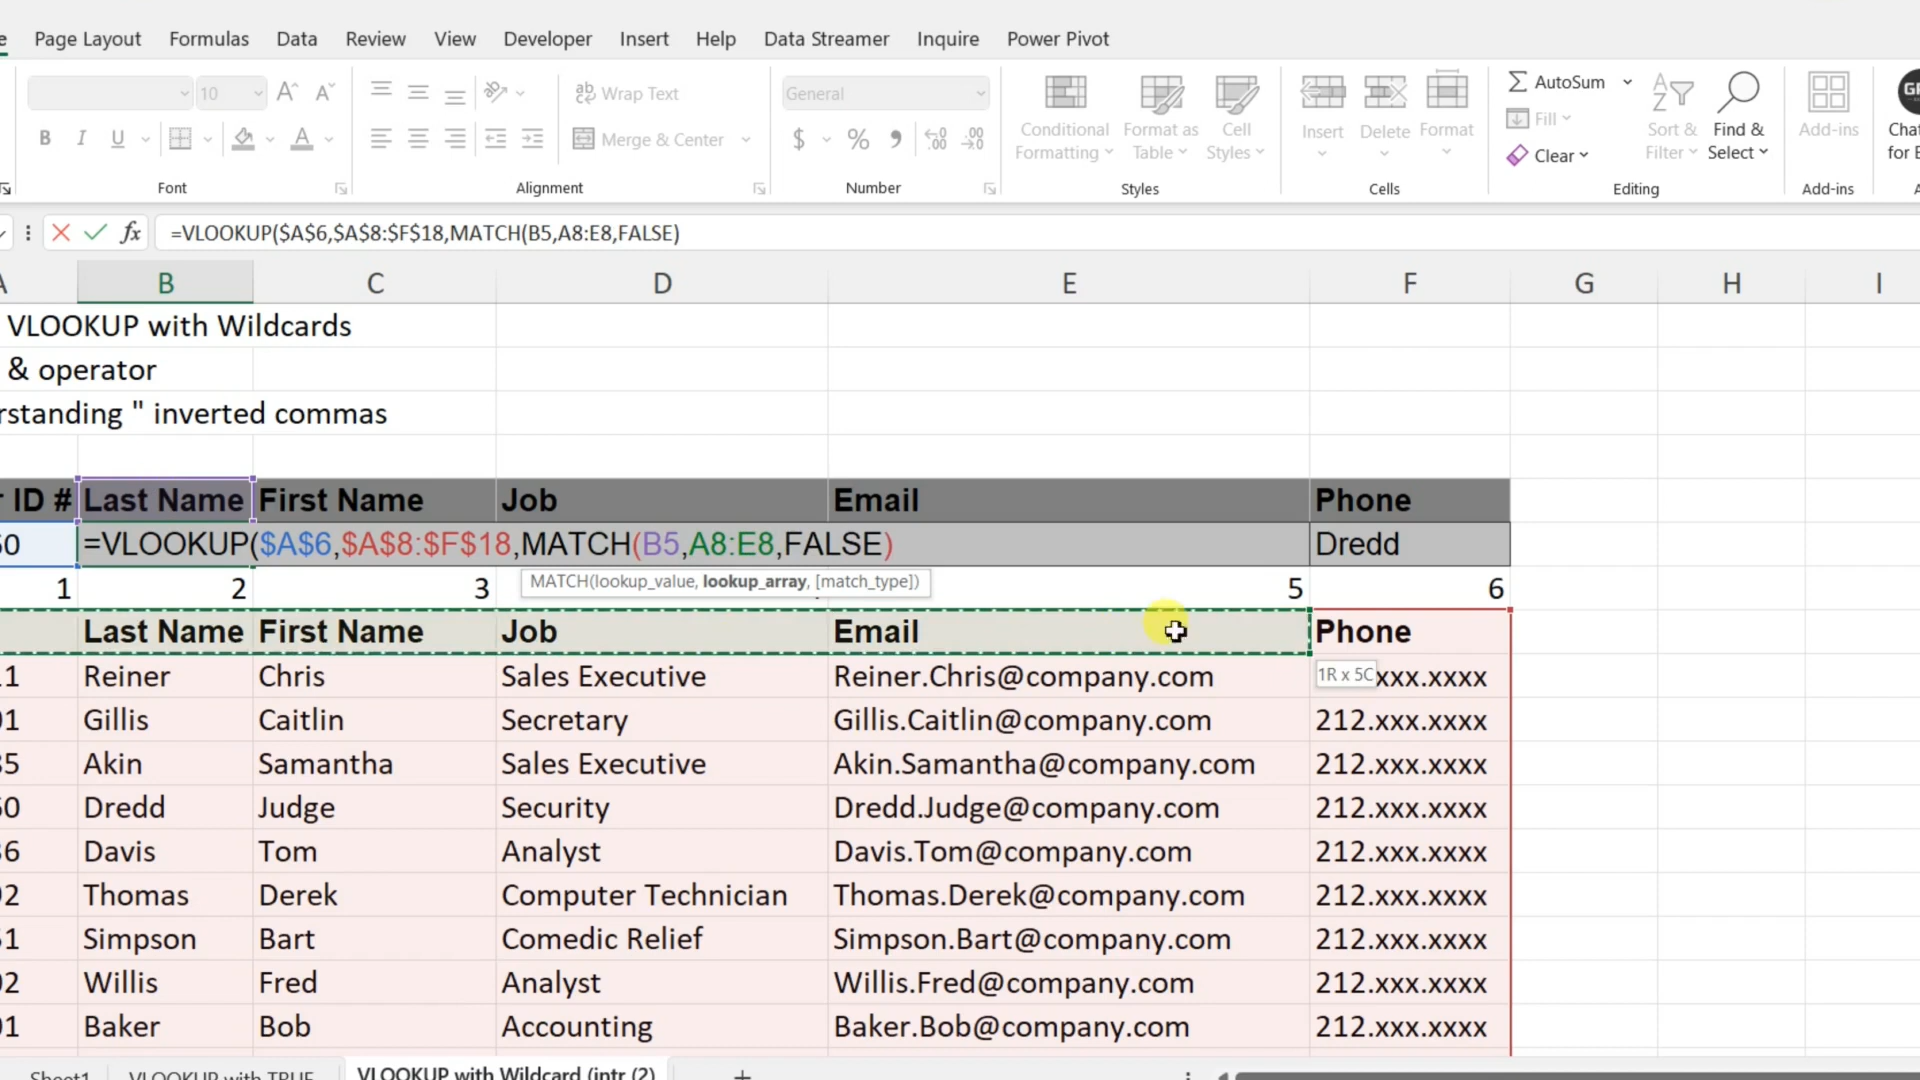 Page Layout Formulas Data Review View Developer Insert Help Data Streamer Inquire Power Pivot
10 A^ A˅ ab Wrap Text General AutoSum
B I U A Merge & Center $ % , Conditional Formatting Format as Table Cell Styles Insert Delete Format Fill Clear Sort & Filter Find & Select Add-ins
Font Alignment Number Styles Cells Editing Add-ins
fx =VLOOKUP($A$6,$A$8:$F$18,MATCH(B5,A8:E8,FALSE)
B C D E F G H I
VLOOKUP with Wildcards
& operator
" inverted commas
ID # Last Name First Name Job Email Phone
=VLOOKUP($A$6,$A$8:$F$18,MATCH(B5,A8:E8,FALSE) Dredd
1 2 3 5 6
MATCH(lookup_value, lookup_array, [match_type])
Last Name First Name Job Email Phone
1R x 5C
Reiner Chris Sales Executive Reiner.Chris@company.com xxx.xxxx
Gillis Caitlin Secretary Gillis.Caitlin@company.com 212.xxx.xxxx
Akin Samantha Sales Executive Akin.Samantha@company.com 212.xxx.xxxx
Dredd Judge Security Dredd.Judge@company.com 212.xxx.xxxx
Davis Tom Analyst Davis.Tom@company.com 212.xxx.xxxx
Thomas Derek Computer Technician Thomas.Derek@company.com 212.xxx.xxxx
Simpson Bart Comedic Relief Simpson.Bart@company.com 212.xxx.xxxx
Willis Fred Analyst Willis.Fred@company.com 212.xxx.xxxx
Baker Bob Accounting Baker.Bob@company.com 212.xxx.xxxx
Sheet1 VLOOKUP with TRUE VLOOKUP with Wildcard (intr (2)